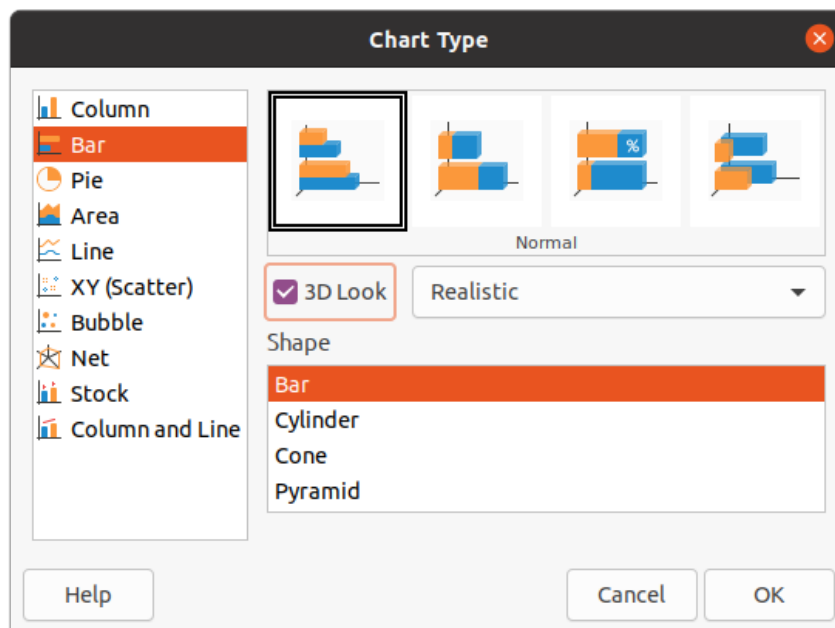 Chart Type
Column
Bar
Pie
Area
Line
XY (Scatter)
Bubble
Net
Stock
Column and Line
%
Normal
3D Look
Realistic
Shape
Bar
Cylinder
Cone
Pyramid
Help
Cancel
OK